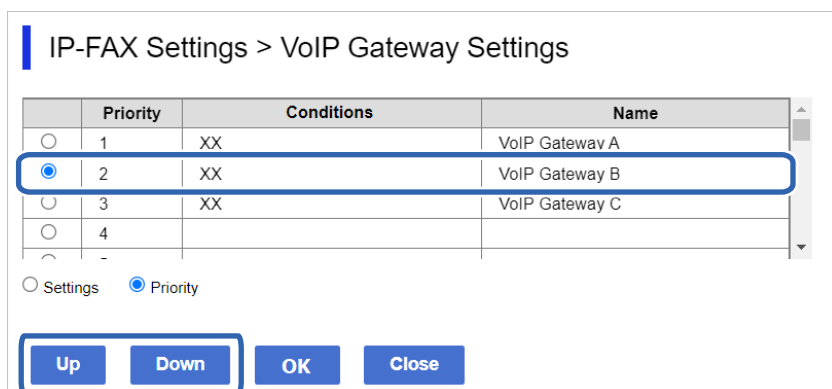 IP-FAX Settings > VoIP Gateway Settings
Priority Conditions Name
1 XX VoIP Gateway A
2 XX VoIP Gateway B
3 XX VoIP Gateway C
4
Settings Priority
Up Down OK Close